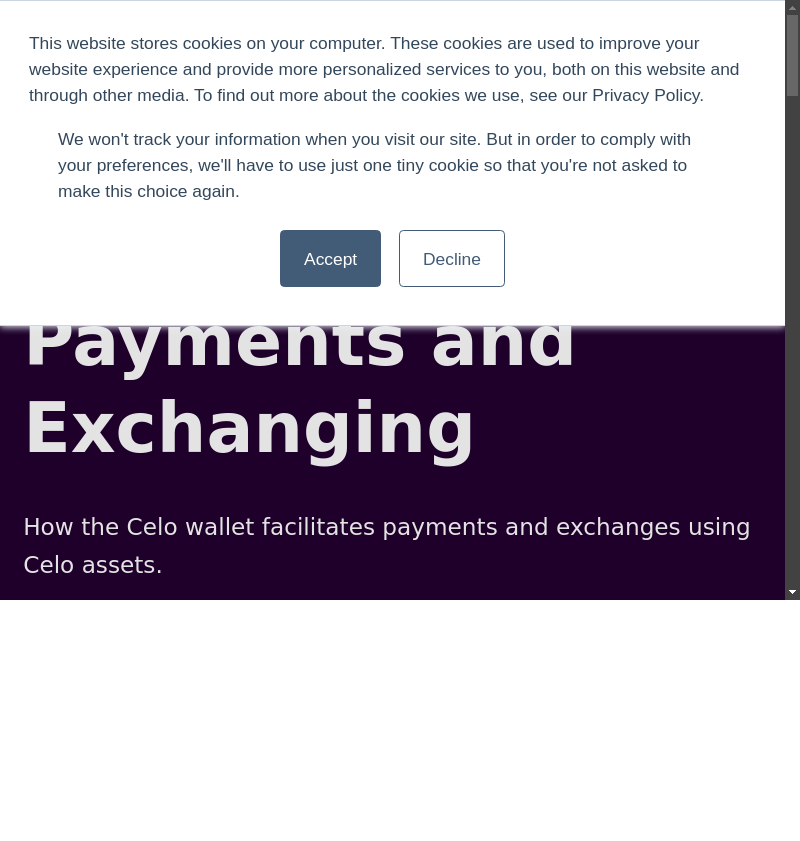 This website stores cookies on your computer. These cookies are used to improve your
website experience and provide more personalized services to you, both on this website and
through other media. To find out more about the cookies we use, see our Privacy Policy.
We won't track your information when you visit our site. But in order to comply with
your preferences, we'll have to use just one tiny cookie so that you're not asked to
make this choice again.
Accept Decline
Payments and
Exchanging
How the Celo wallet facilitates payments and exchanges using
Celo assets.